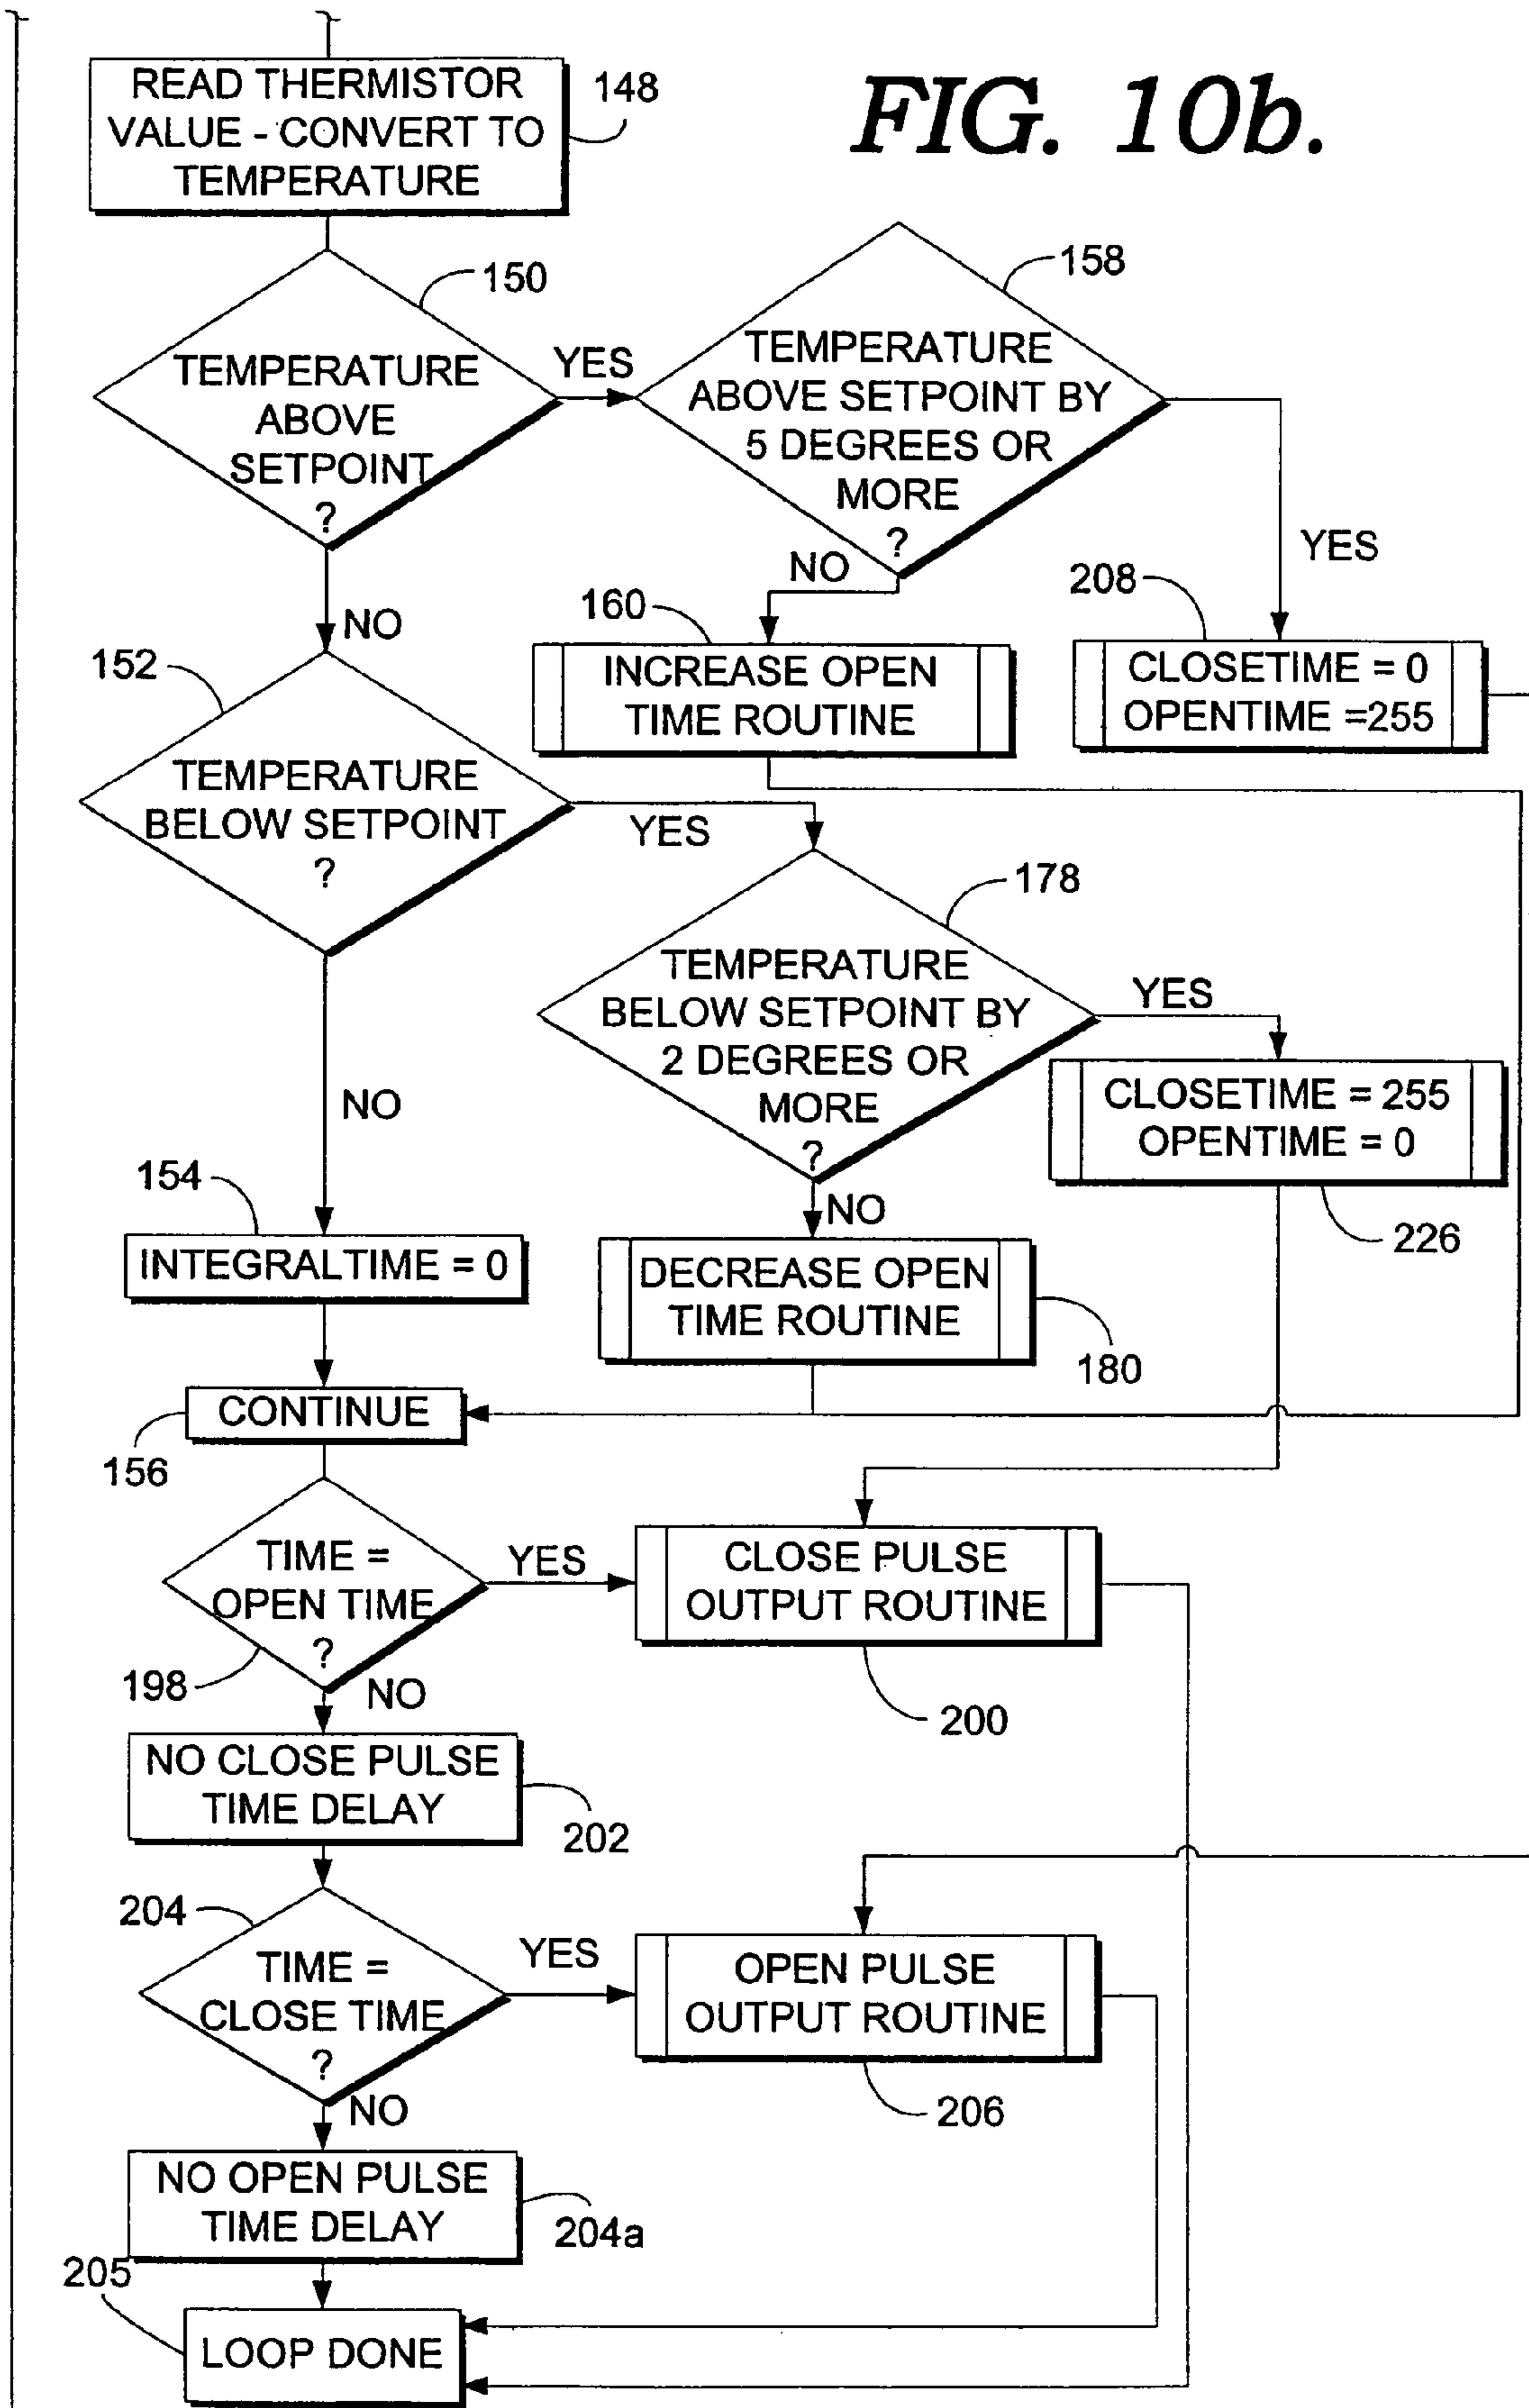 FIG. 10b.
READ THERMISTOR
VALUE - CONVERT TO
TEMPERATURE
148
150
TEMPERATURE
ABOVE
SETPOINT
?
YES
158
TEMPERATURE
ABOVE SETPOINT BY
5 DEGREES OR
MORE
?
YES
NO
NO
160
INCREASE OPEN
TIME ROUTINE
208
CLOSETIME = 0
OPENTIME =255
152
TEMPERATURE
BELOW SETPOINT
?
YES
178
TEMPERATURE
BELOW SETPOINT BY
2 DEGREES OR
MORE
?
YES
CLOSETIME = 255
OPENTIME = 0
226
NO
NO
154
INTEGRALTIME = 0
DECREASE OPEN
TIME ROUTINE
180
CONTINUE
156
TIME =
OPEN TIME
?
198
YES
CLOSE PULSE
OUTPUT ROUTINE
200
NO
NO CLOSE PULSE
TIME DELAY
202
204
TIME =
CLOSE TIME
?
YES
OPEN PULSE
OUTPUT ROUTINE
206
NO
NO OPEN PULSE
TIME DELAY
204a
205
LOOP DONE